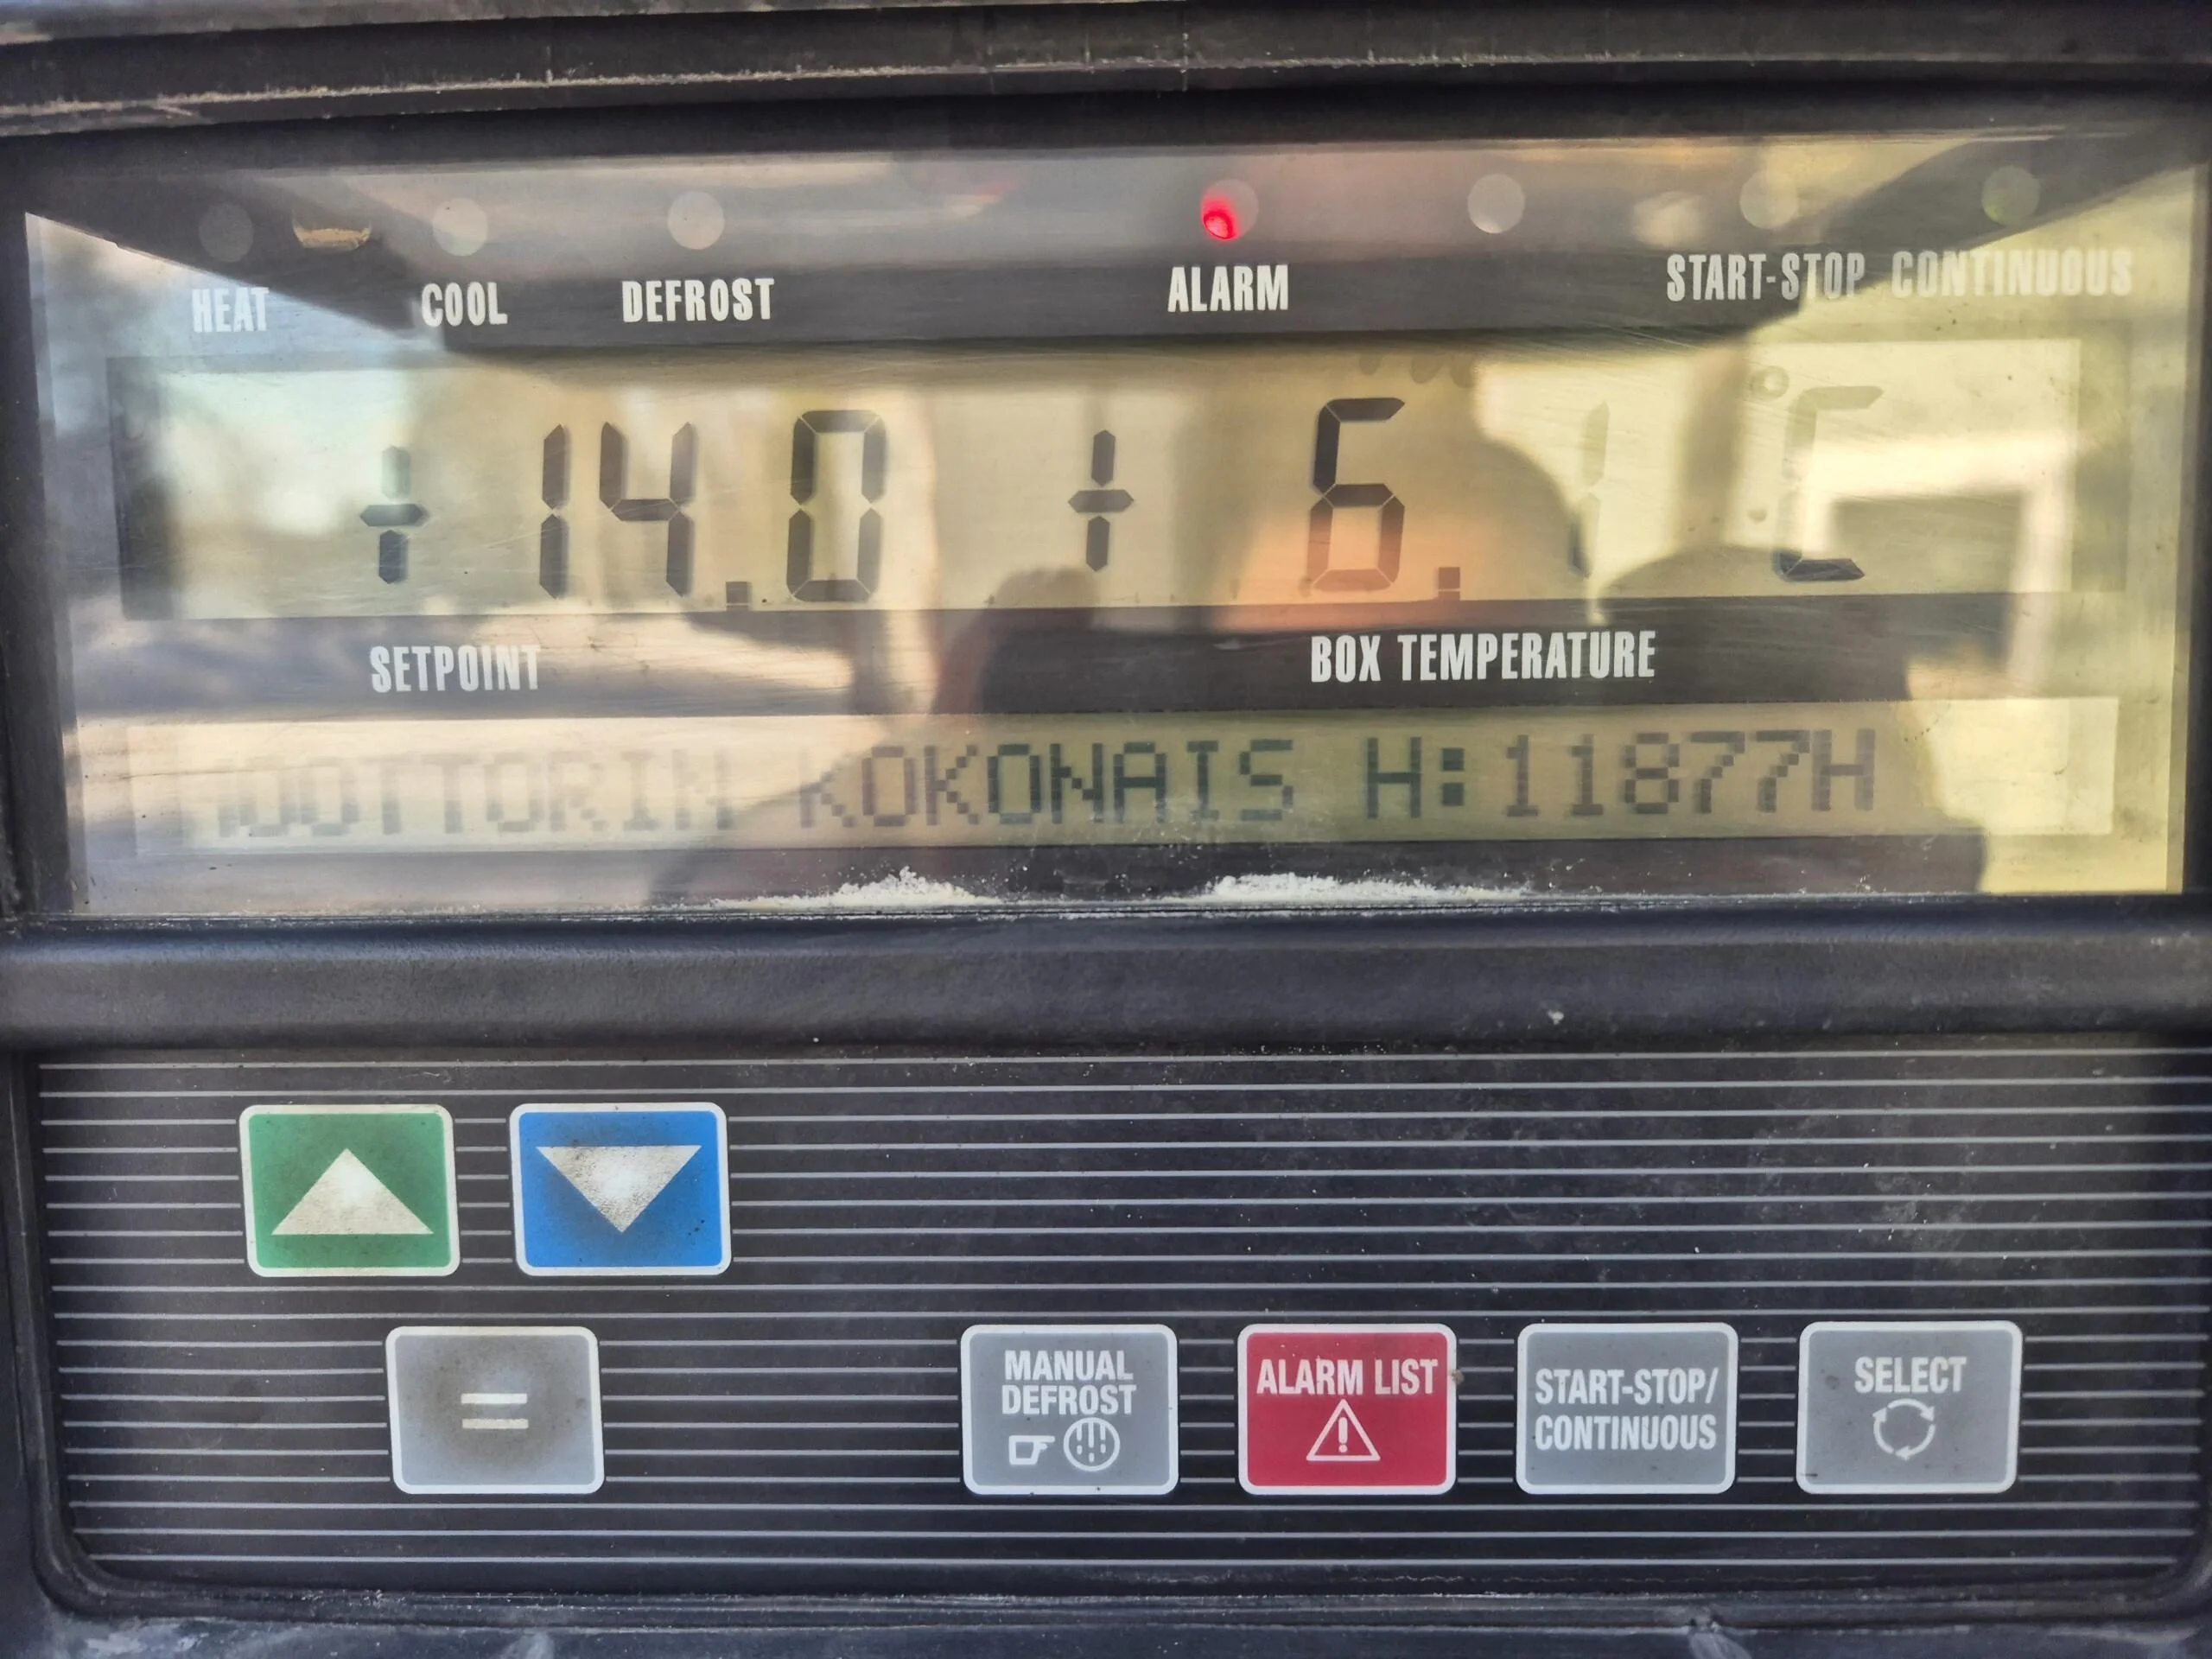 HEAT COOL DEFROST ALARM START-STOP CONTINUOUS
+ 14.0 + 6.1 °C
SETPOINT BOX TEMPERATURE
KOKONAIS H:11877H
MANUAL DEFROST
ALARM LIST
START-STOP/
CONTINUOUS
SELECT
=